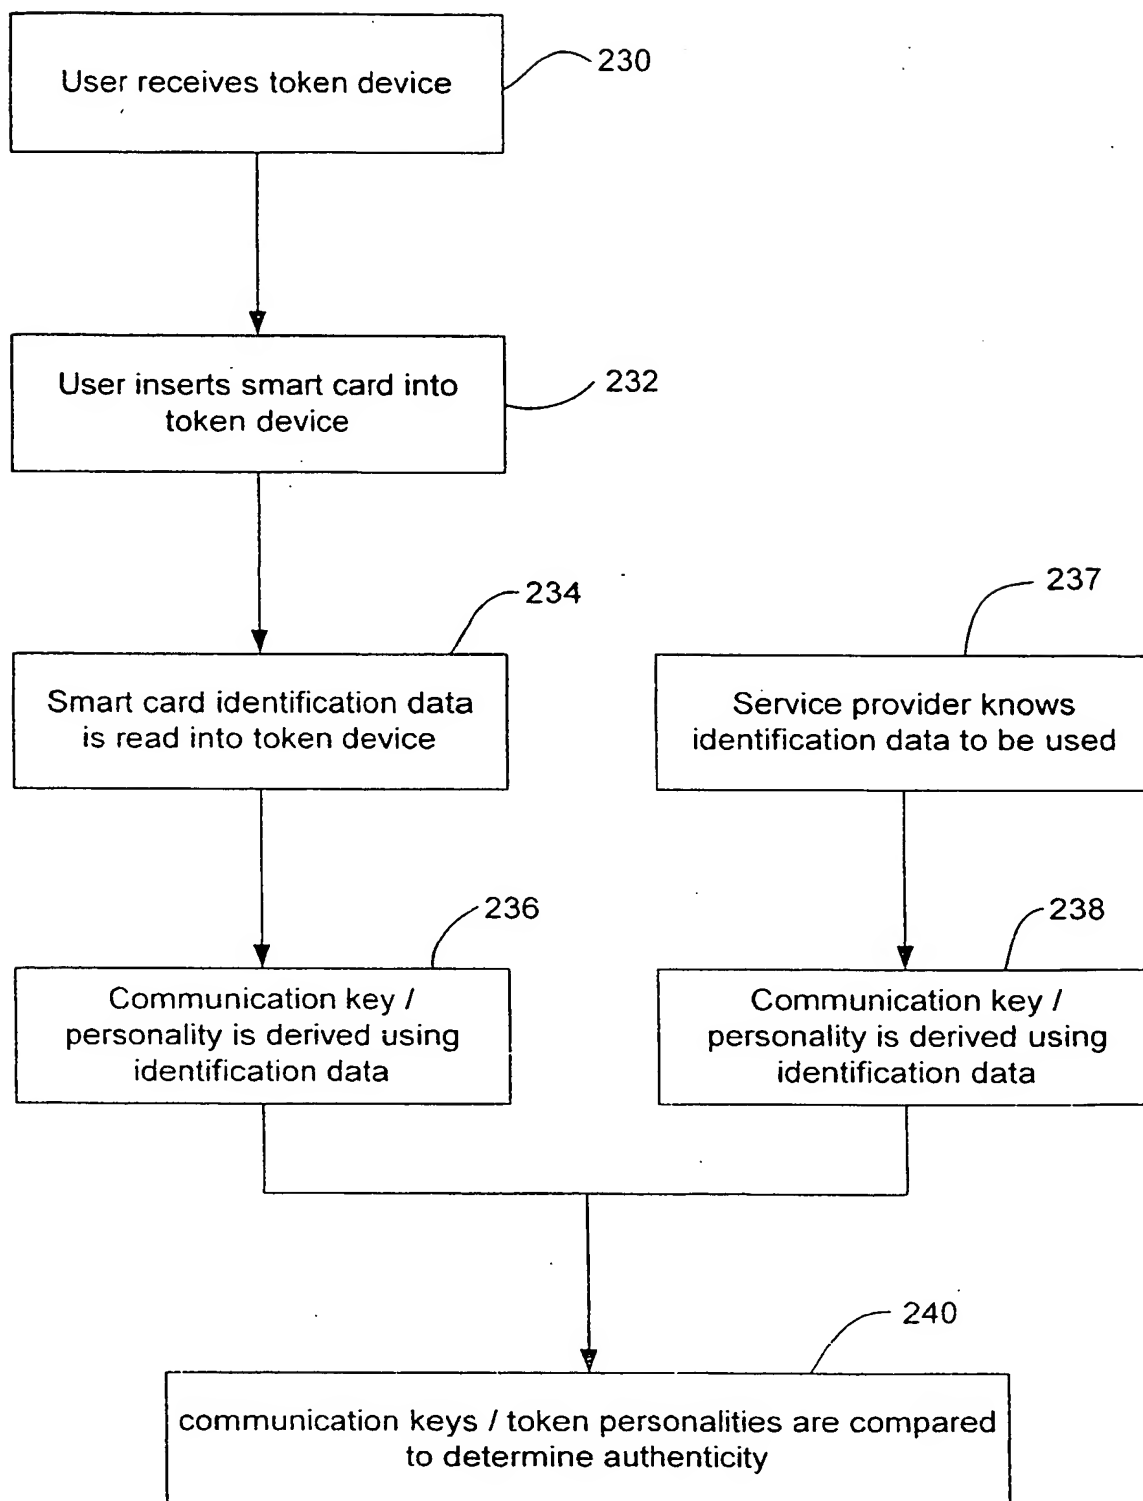 User receives token device
230
User inserts smart card into
token device
232
234
237
Smart card identification data
is read into token device
Service provider knows
identification data to be used
236
238
Communication key /
personality is derived using
identification data
Communication key /
personality is derived using
identification data
240
communication keys / token personalities are compared
to determine authenticity